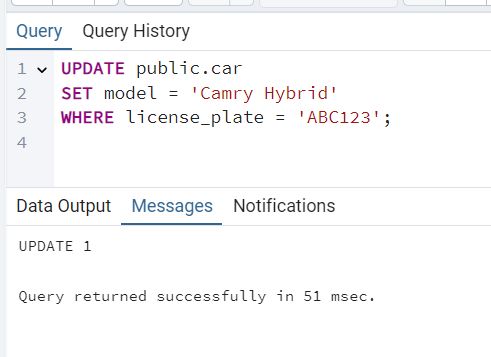 Query Query History
1 UPDATE public.car
2 SET model = 'Camry Hybrid'
3 WHERE license_plate = 'ABC123';
4
Data Output Messages Notifications
UPDATE 1
Query returned successfully in 51 msec.